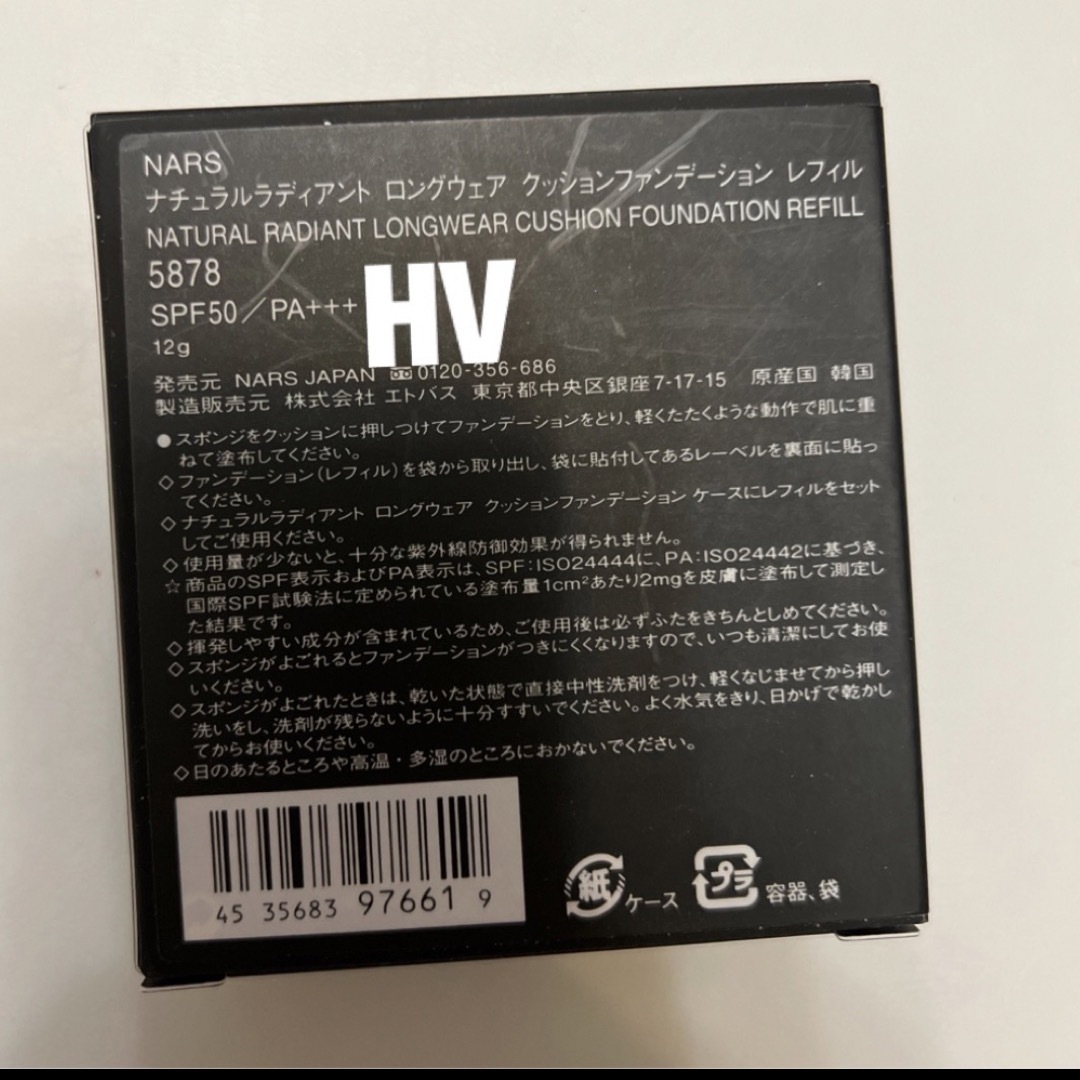 NARS
ナチュラルラディアント ロングウェア クッションファンデーション レフィル
NATURAL RADIANT LONGWEAR CUSHION FOUNDATION REFILL
5878
SPF50／PA+++
HV
12g
発売元 NARS JAPAN 0120-356-686
製造販売元 株式会社 エトバス 東京都中央区銀座7-17-15 原産国 韓国
●スポンジをクッションに押しつけてファンデーションをとり、軽くたたくような動作で肌に重
ねて塗布してください。
◇ファンデーション（レフィル）を袋から取り出し、袋に貼付してあるレーベルを裏面に貼っ
てください。
◇ナチュラルラディアント ロングウェア クッションファンデーション ケースにレフィルをセット
してご使用ください。
◇使用量が少ないと、十分な紫外線防御効果が得られません。
☆商品のSPF表示およびPA表示は、SPF：ISO24444に、PA：ISO24442に基づき、
国際SPF試験法に定められている塗布量1cm²あたり2mgを皮膚に塗布して測定し
た結果です。
◇揮発しやすい成分が含まれているため、ご使用後は必ずふたをきちんとしめてください。
◇スポンジがよごれるとファンデーションがつきにくくなりますので、いつも清潔にしてお使
いください。
◇スポンジがよごれたときは、乾いた状態で直接中性洗剤をつけ、軽くなじませてから押し
洗いをし、洗剤が残らないように十分すすいでください。よく水気をきり、日かげで乾かし
てからお使いください。
◇日のあたるところや高温・多湿のところにおかないでください。
45 35683 97661 9
紙 ケース
プラ 容器、袋